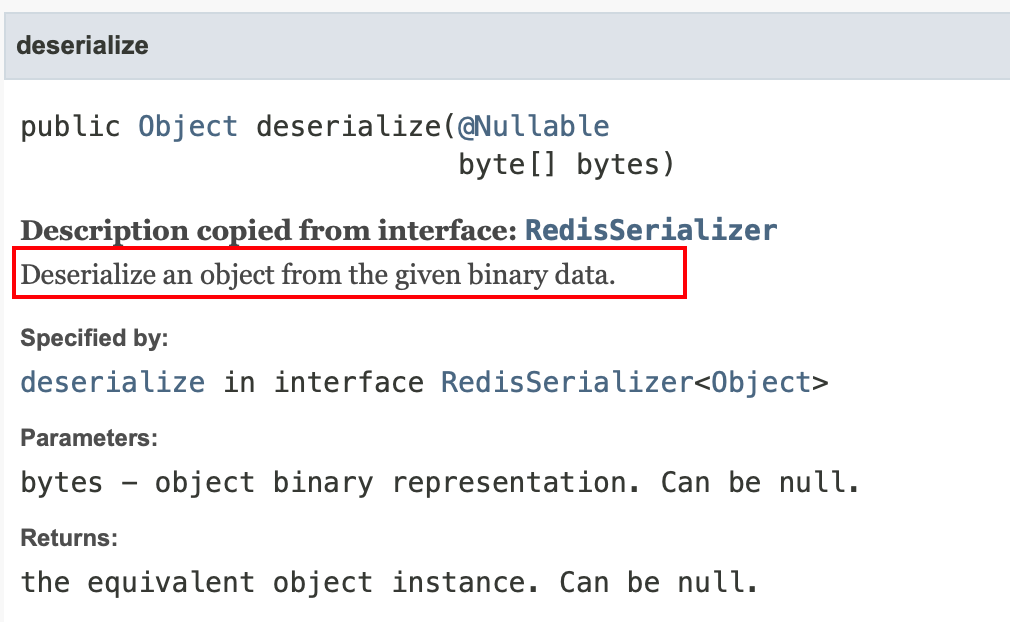 deserialize
public Object deserialize(@Nullable
byte[] bytes)
Description copied from interface: RedisSerializer
Deserialize an object from the given binary data.
Specified by:
deserialize in interface RedisSerializer<Object>
Parameters:
bytes – object binary representation. Can be null.
Returns:
the equivalent object instance. Can be null.